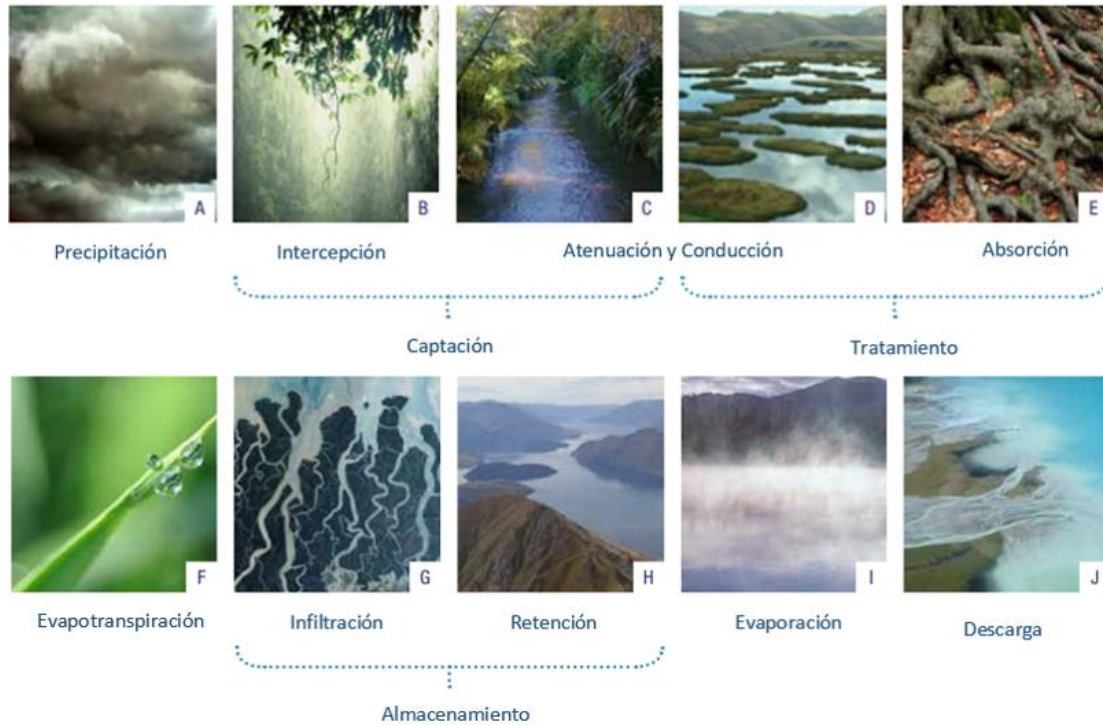 A
B
C
D
E
Precipitación
Intercepción
Atenuación y Conducción
Absorción
Captación
Tratamiento
F
G
H
I
J
Evapotranspiración
Infiltración
Retención
Evaporación
Descarga
Almacenamiento